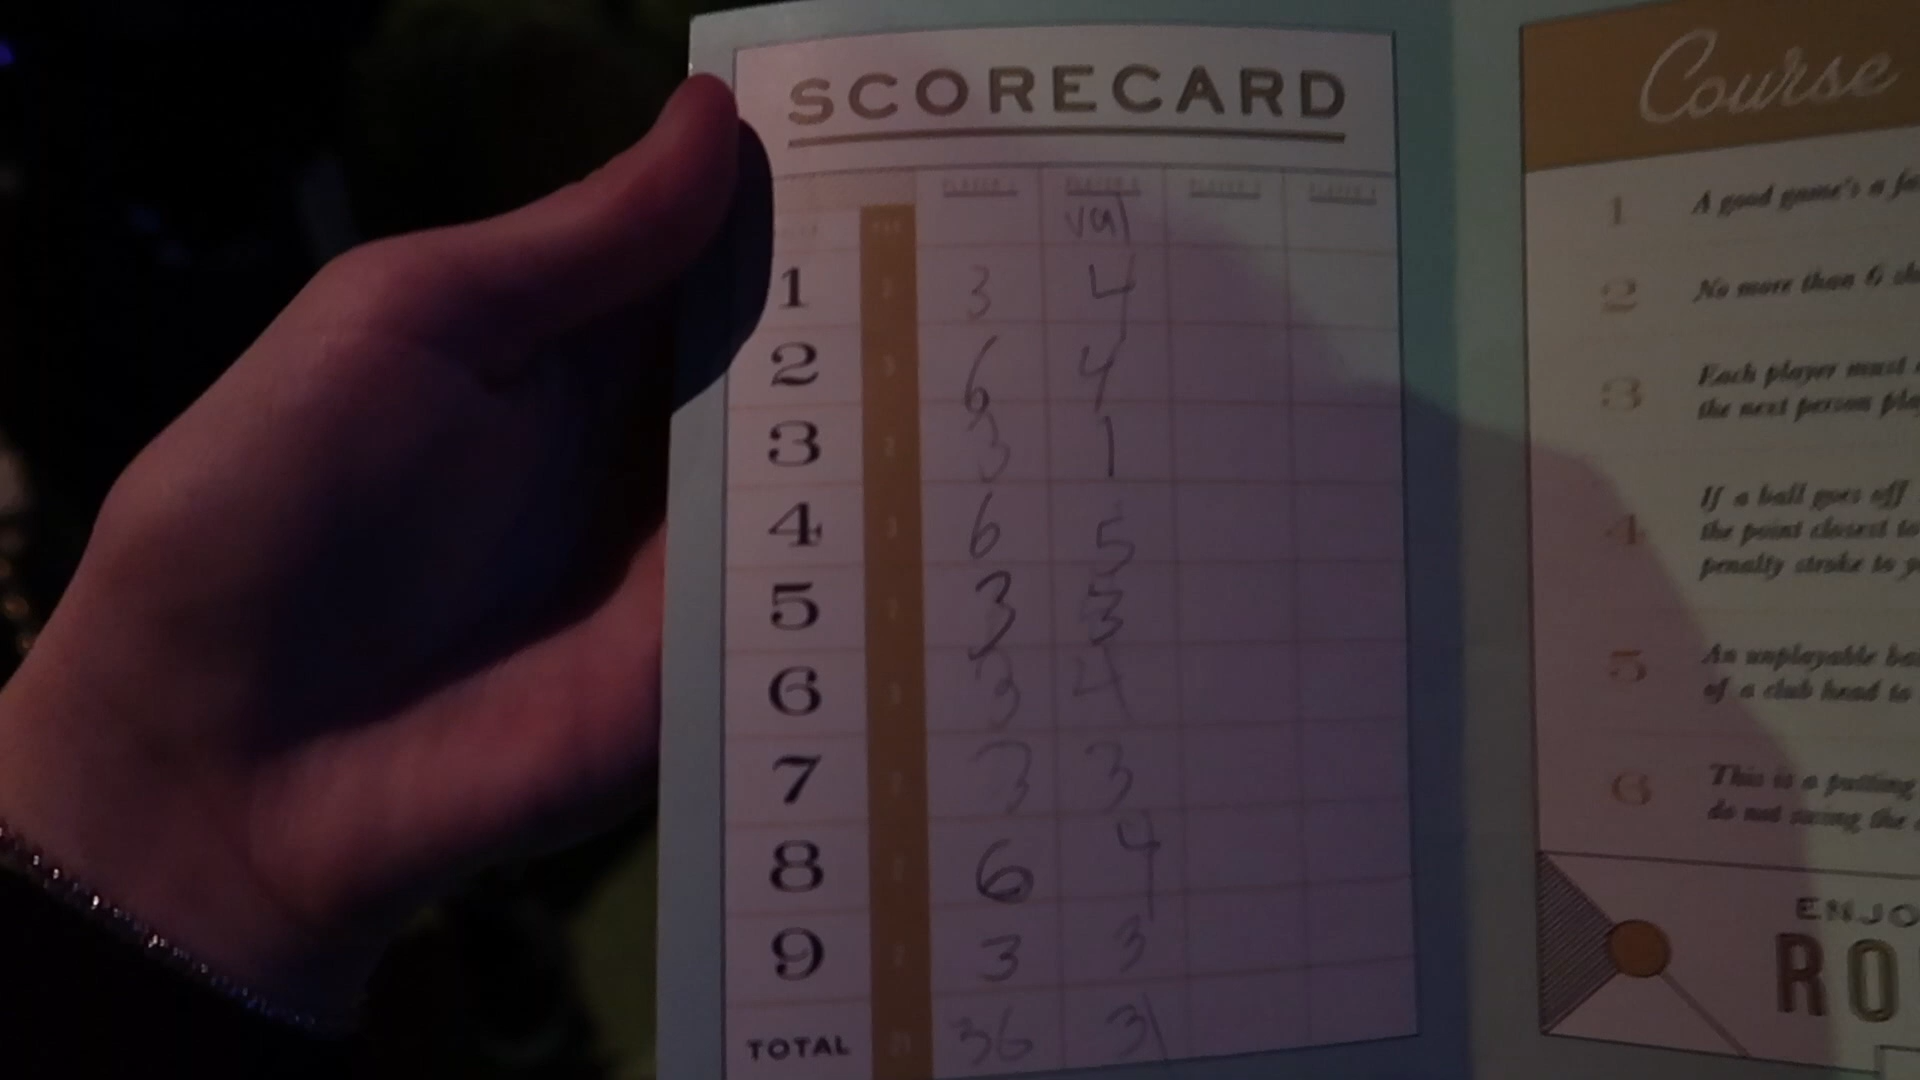 SCORECARD
val
1 3 4
2 6 4
3 3 1
4 6 5
5 3 3
6 3 4
7 3 3
8 6 4
9 3 3
TOTAL 36 31
Course
1 A good game's a
2 No more than 6
3 Each player must
the next person
4 If a ball goes off
the point closest to
penalty stroke to
5 An unplayable
of a club head to
6 This is a putting
do not swing the
ENJO
RO